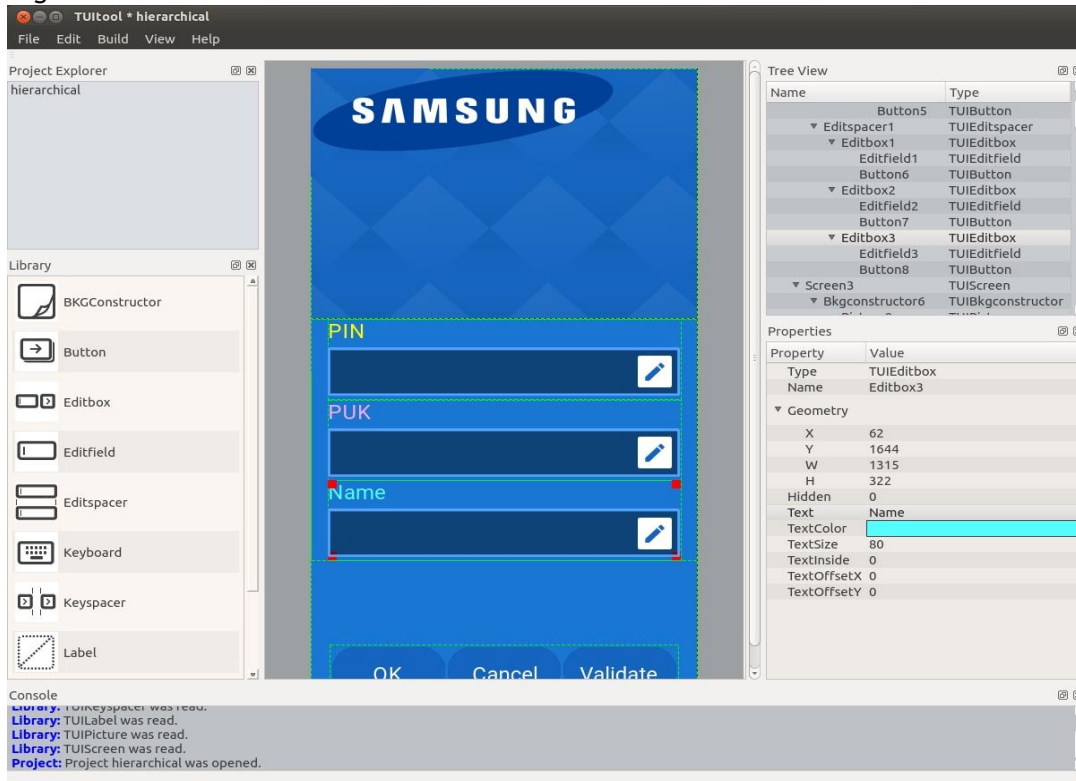 TUItool * hierarchical
File Edit Build View Help
Project Explorer
hierarchical
Library
BKGConstructor
Button
Editbox
Editfield
Editspacer
Keyboard
Keyspacer
Label
SAMSUNG
PIN
PUK
Name
OK Cancel Validate
Tree View
Name Type
Button5 TUIButton
Editspacer1 TUIEditspacer
Editbox1 TUIEditbox
Editfield1 TUIEditfield
Button6 TUIButton
Editbox2 TUIEditbox
Editfield2 TUIEditfield
Button7 TUIButton
Editbox3 TUIEditbox
Editfield3 TUIEditfield
Button8 TUIButton
Screen3 TUIScreen
Bkgconstructor6 TUIBkgconstructor
Properties
Property Value
Type TUIEditbox
Name Editbox3
Geometry
X 62
Y 1644
W 1315
H 322
Hidden 0
Text Name
TextColor
TextSize 80
TextInside 0
TextOffsetX 0
TextOffsetY 0
Console
Library: TUIKeyspacer was read.
Library: TUILabel was read.
Library: TUIPicture was read.
Library: TUIScreen was read.
Project: Project hierarchical was opened.